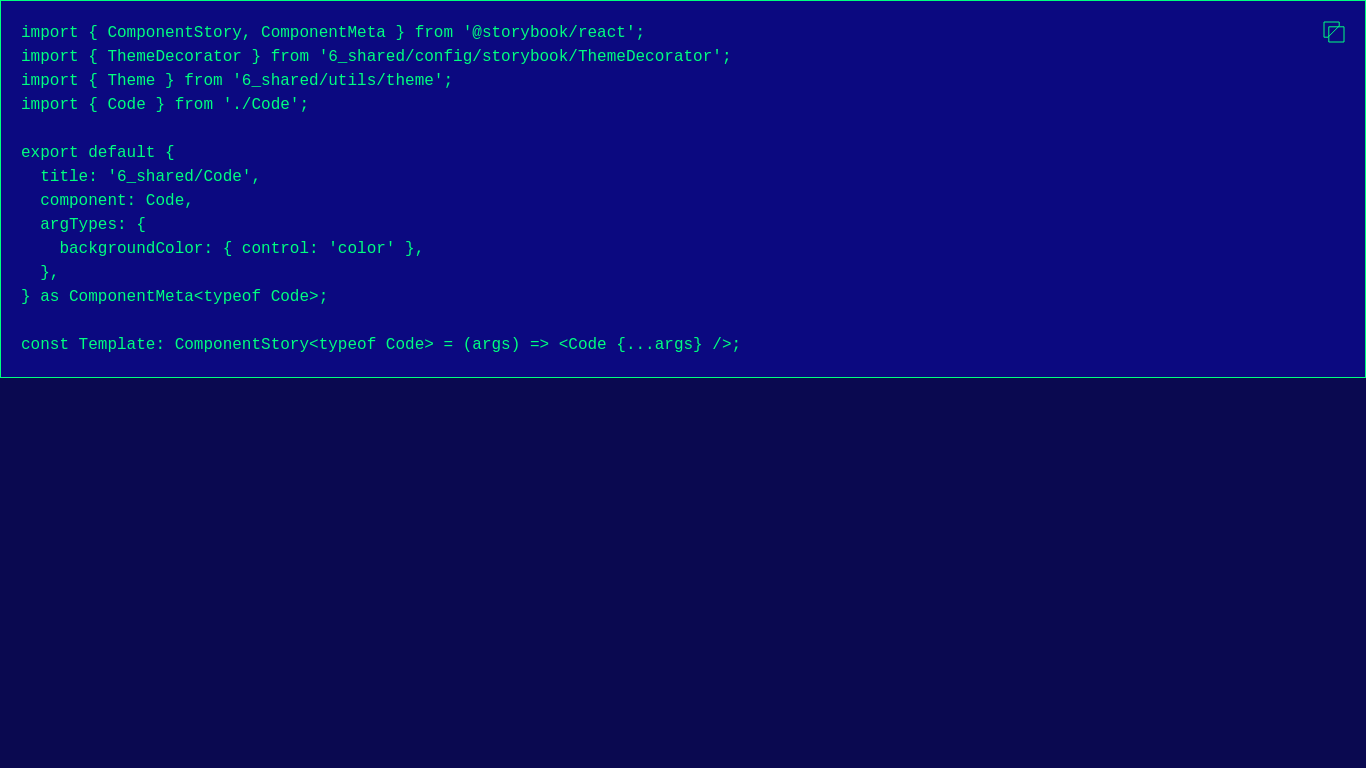 import { ComponentStory, ComponentMeta } from '@storybook/react';
import { ThemeDecorator } from '6_shared/config/storybook/ThemeDecorator';
import { Theme } from '6_shared/utils/theme';
import { Code } from './Code';

export default {
  title: '6_shared/Code',
  component: Code,
  argTypes: {
    backgroundColor: { control: 'color' },
  },
} as ComponentMeta<typeof Code>;

const Template: ComponentStory<typeof Code> = (args) => <Code {...args} />;